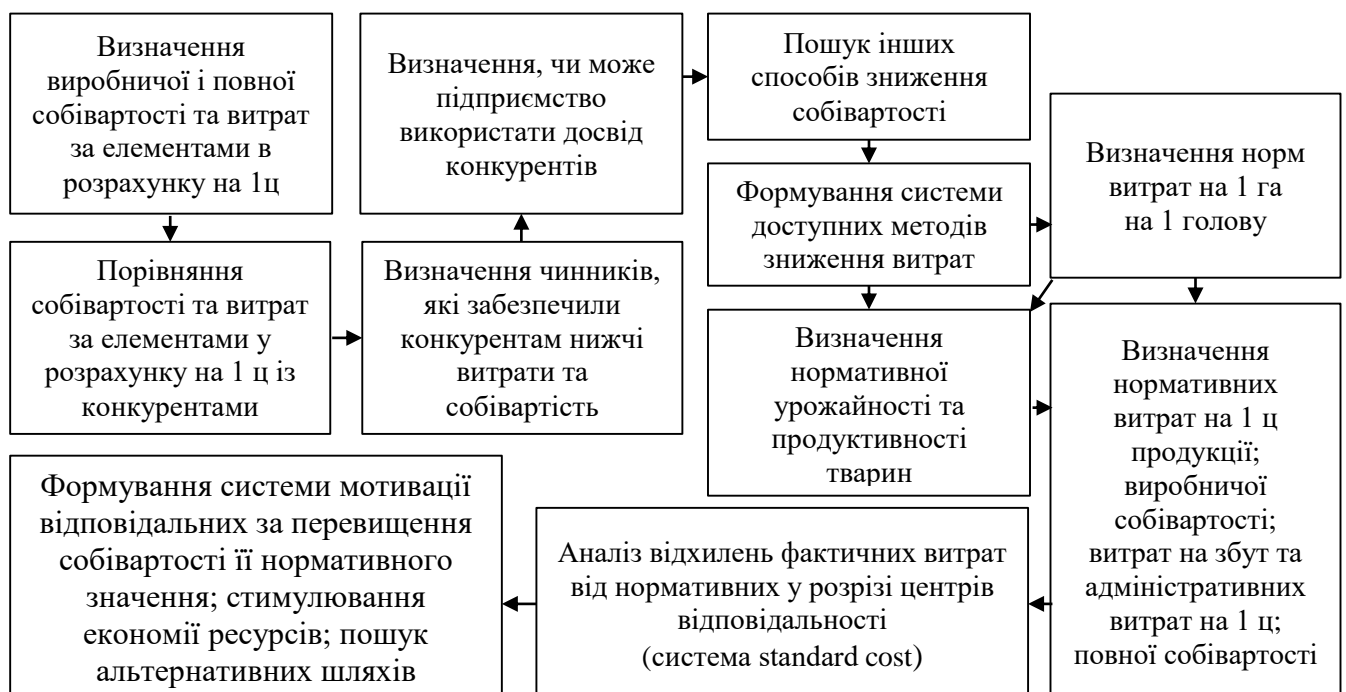 Визначення
виробничої і повної
собівартості та витрат
за елементами в
розрахунку на 1ц
Порівняння
собівартості та витрат
за елементами у
розрахунку на 1 ц із
конкурентами
Визначення чинників,
які забезпечили
конкурентам нижчі
витрати та
собівартість
Визначення, чи може
підприємство
використати досвід
конкурентів
Пошук інших
способів зниження
собівартості
Формування системи
доступних методів
зниження витрат
Визначення норм
витрат на 1 га
на 1 голову
Визначення
нормативної
урожайності та
продуктивності
тварин
Визначення
нормативних
витрат на 1 ц
продукції;
виробничої
собівартості;
витрат на збут та
адміністративних
витрат на 1 ц;
повної собівартості
Аналіз відхилень фактичних витрат
від нормативних у розрізі центрів
відповідальності
(система standard cost)
Формування системи мотивації
відповідальних за перевищення
собівартості її нормативного
значення; стимулювання
економії ресурсів; пошук
альтернативних шляхів